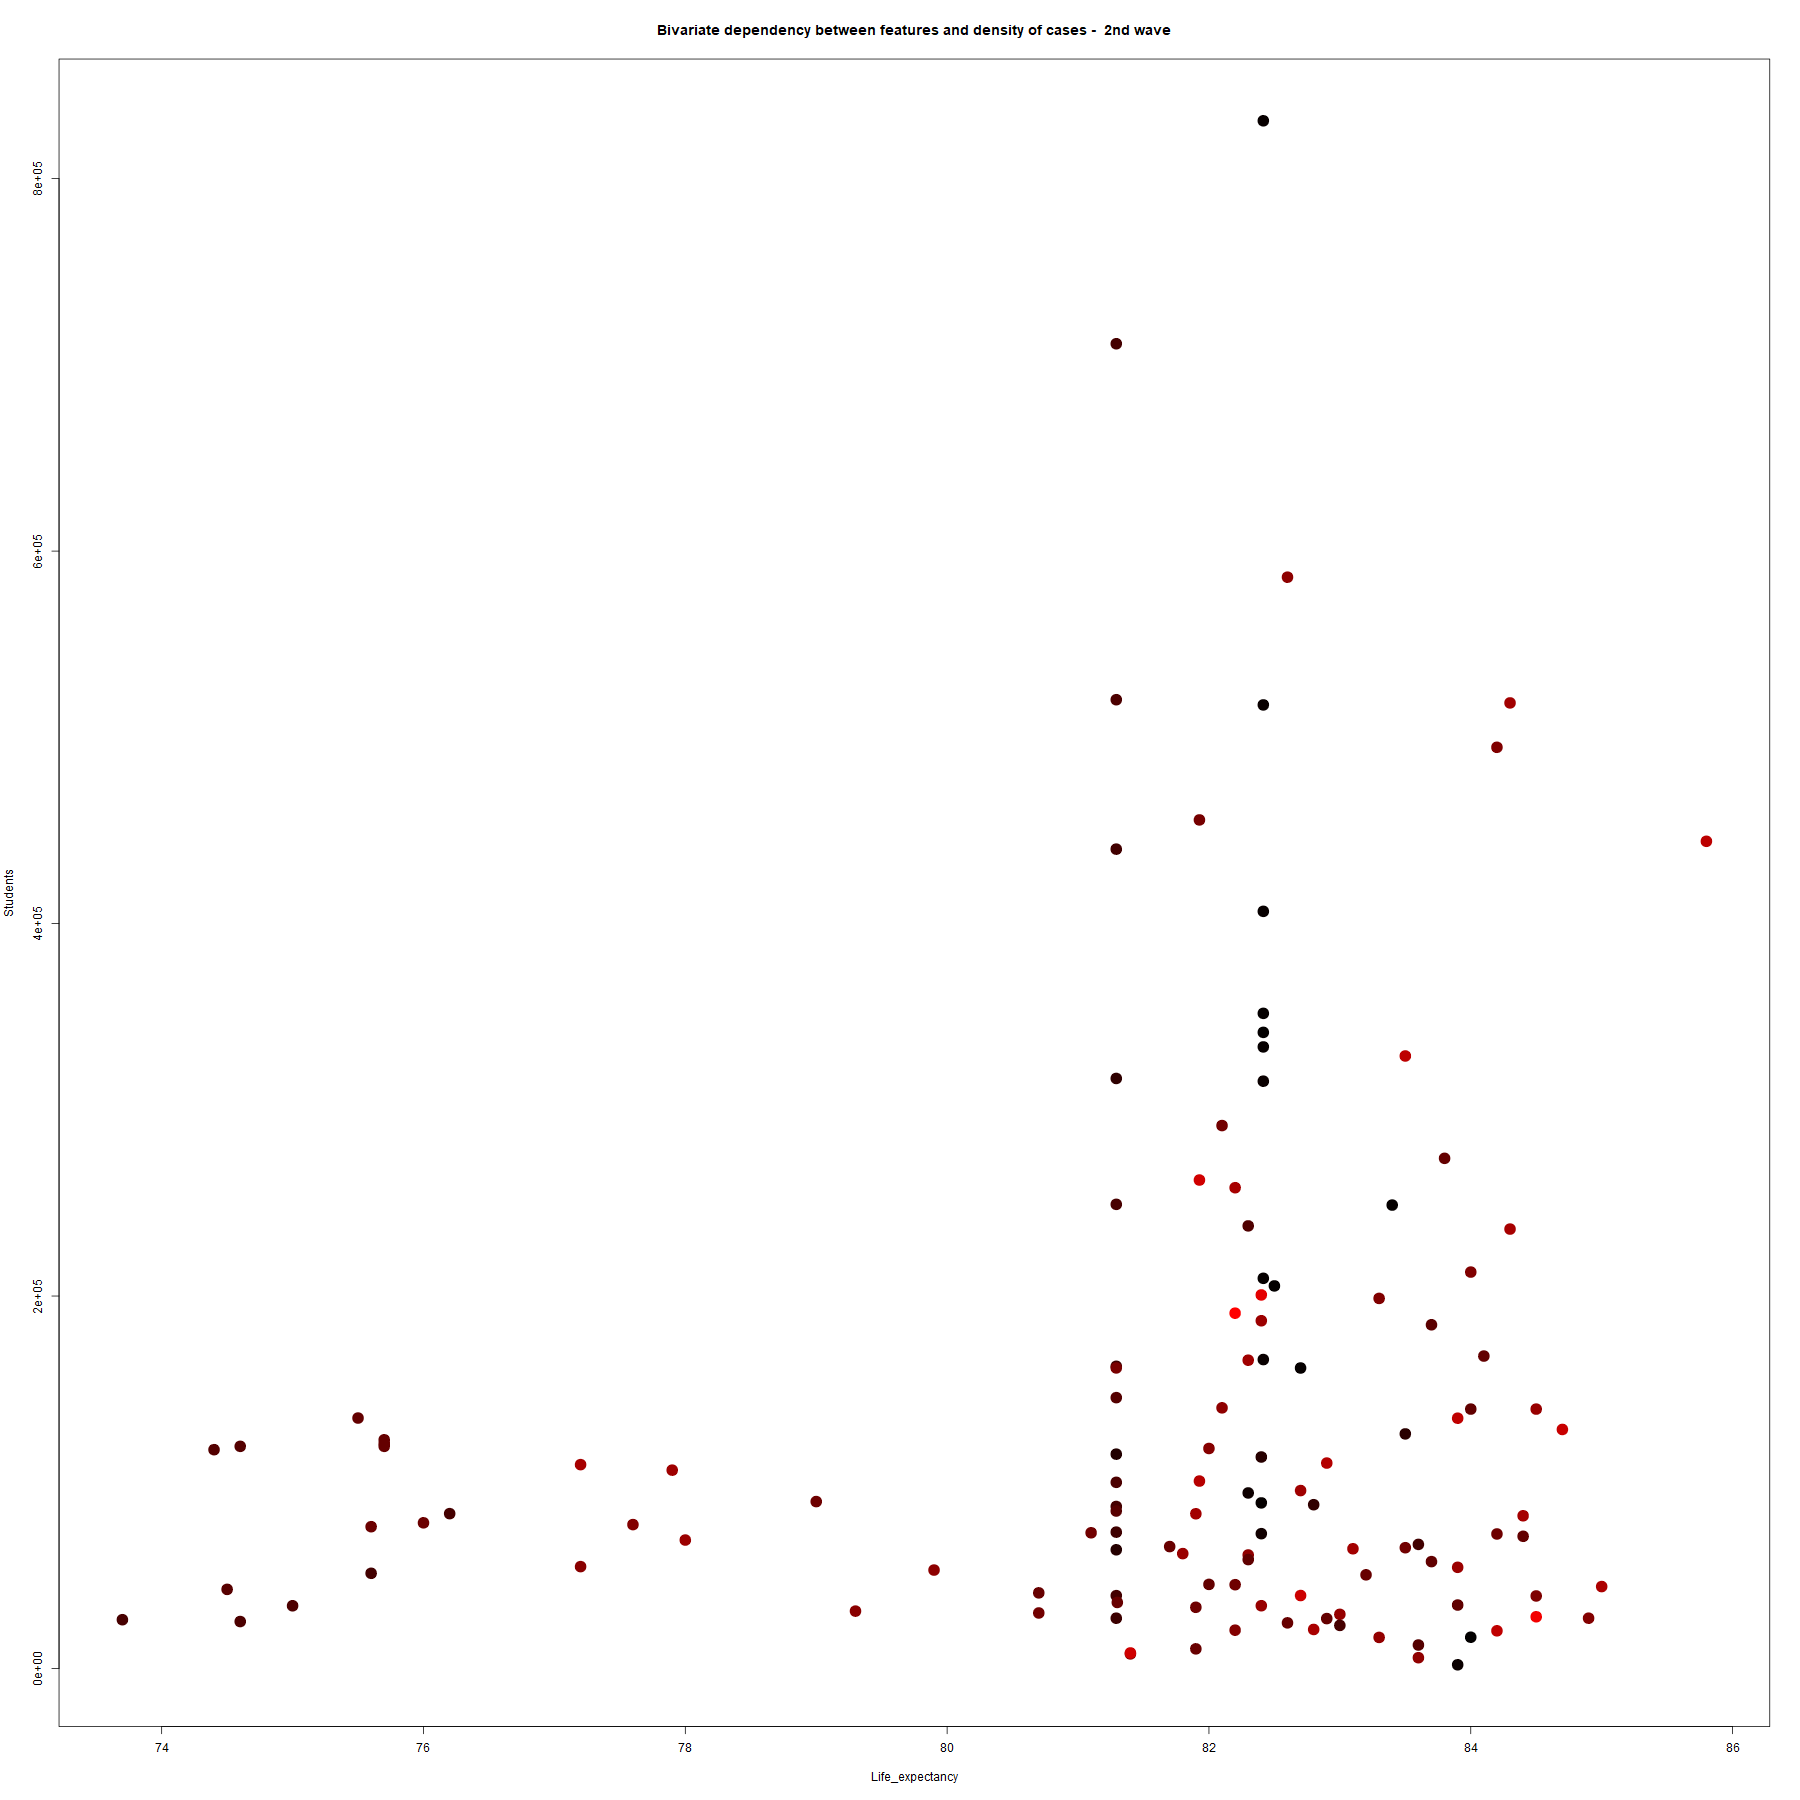 Bivariate dependency between features and density of cases -  2nd wave
8e+05
6e+05
4e+05
2e+05
0e+00
Students
74 76 78 80 82 84 86
Life_expectancy